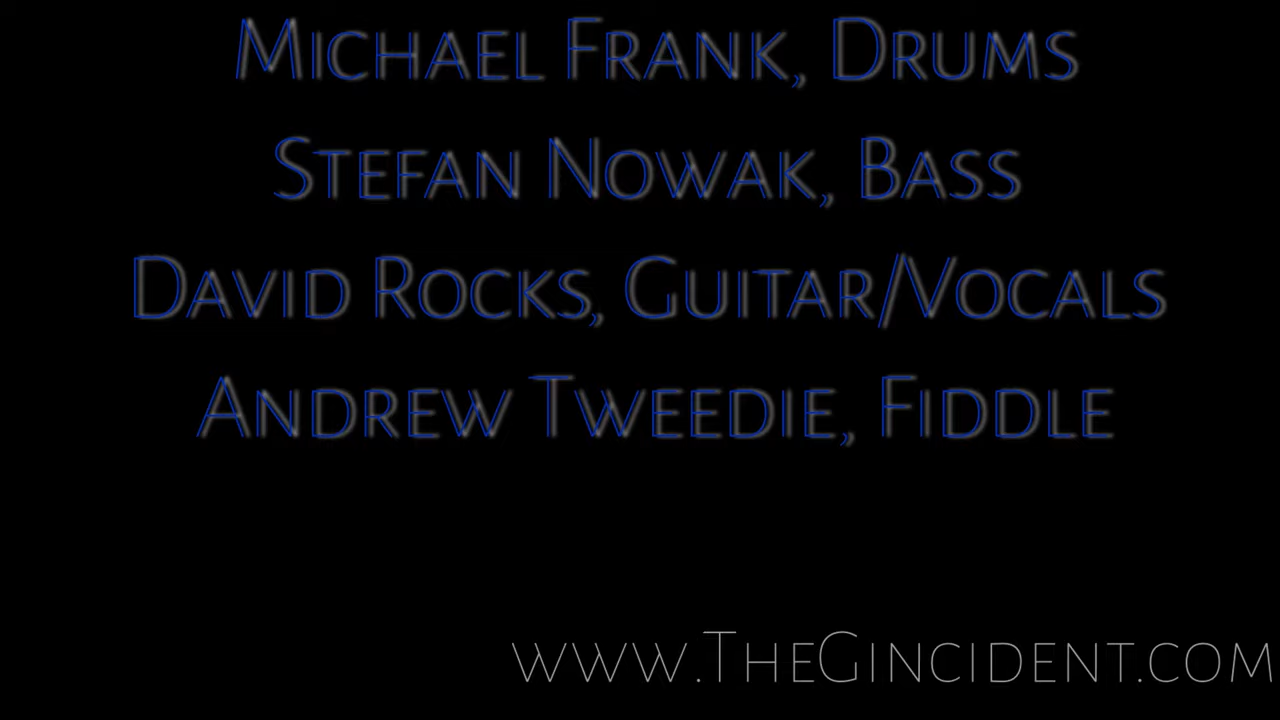 Michael Frank, Drums
Stefan Nowak, Bass
David Rocks, Guitar/Vocals
Andrew Tweedie, Fiddle
www.TheGincident.com